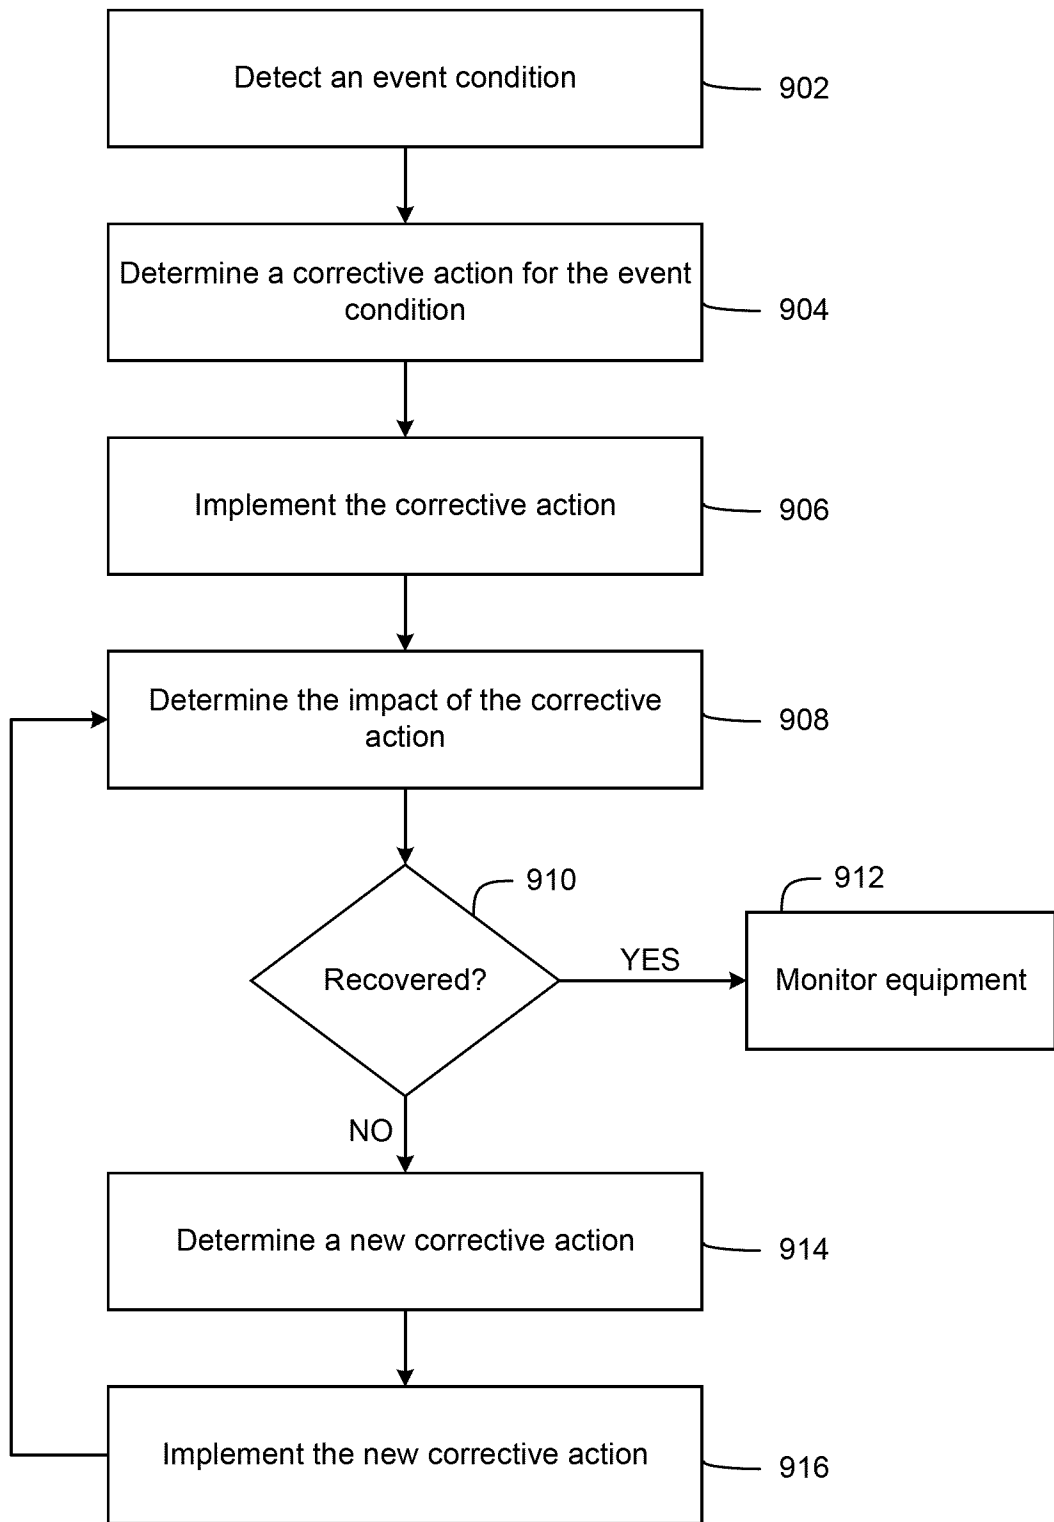 Detect an event condition
902
Determine a corrective action for the event
condition
904
Implement the corrective action
906
Determine the impact of the corrective
action
908
910
912
Recovered?
YES
Monitor equipment
NO
Determine a new corrective action
914
Implement the new corrective action
916